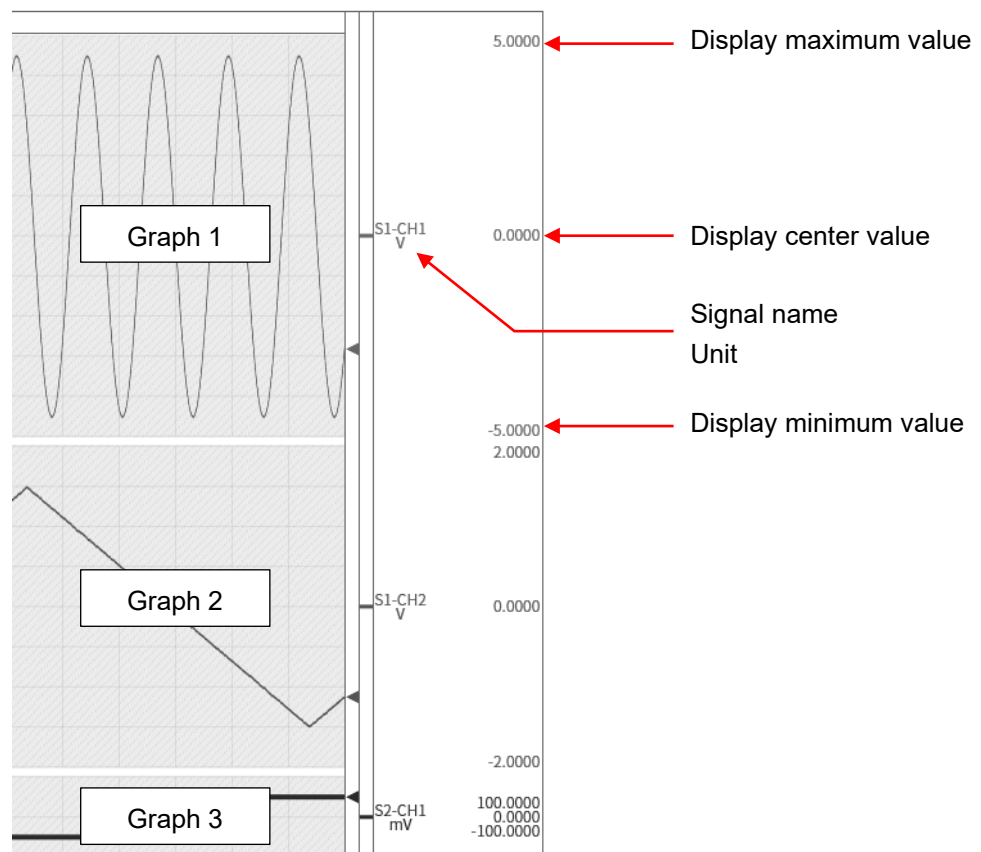 5.0000
Display maximum value
Graph 1
S1-CH1
V
0.0000
Display center value
Signal name
Unit
-5.0000
Display minimum value
2.0000
Graph 2
S1-CH2
V
0.0000
-2.0000
Graph 3
S2-CH1
mV
100.0000
0.0000
-100.0000